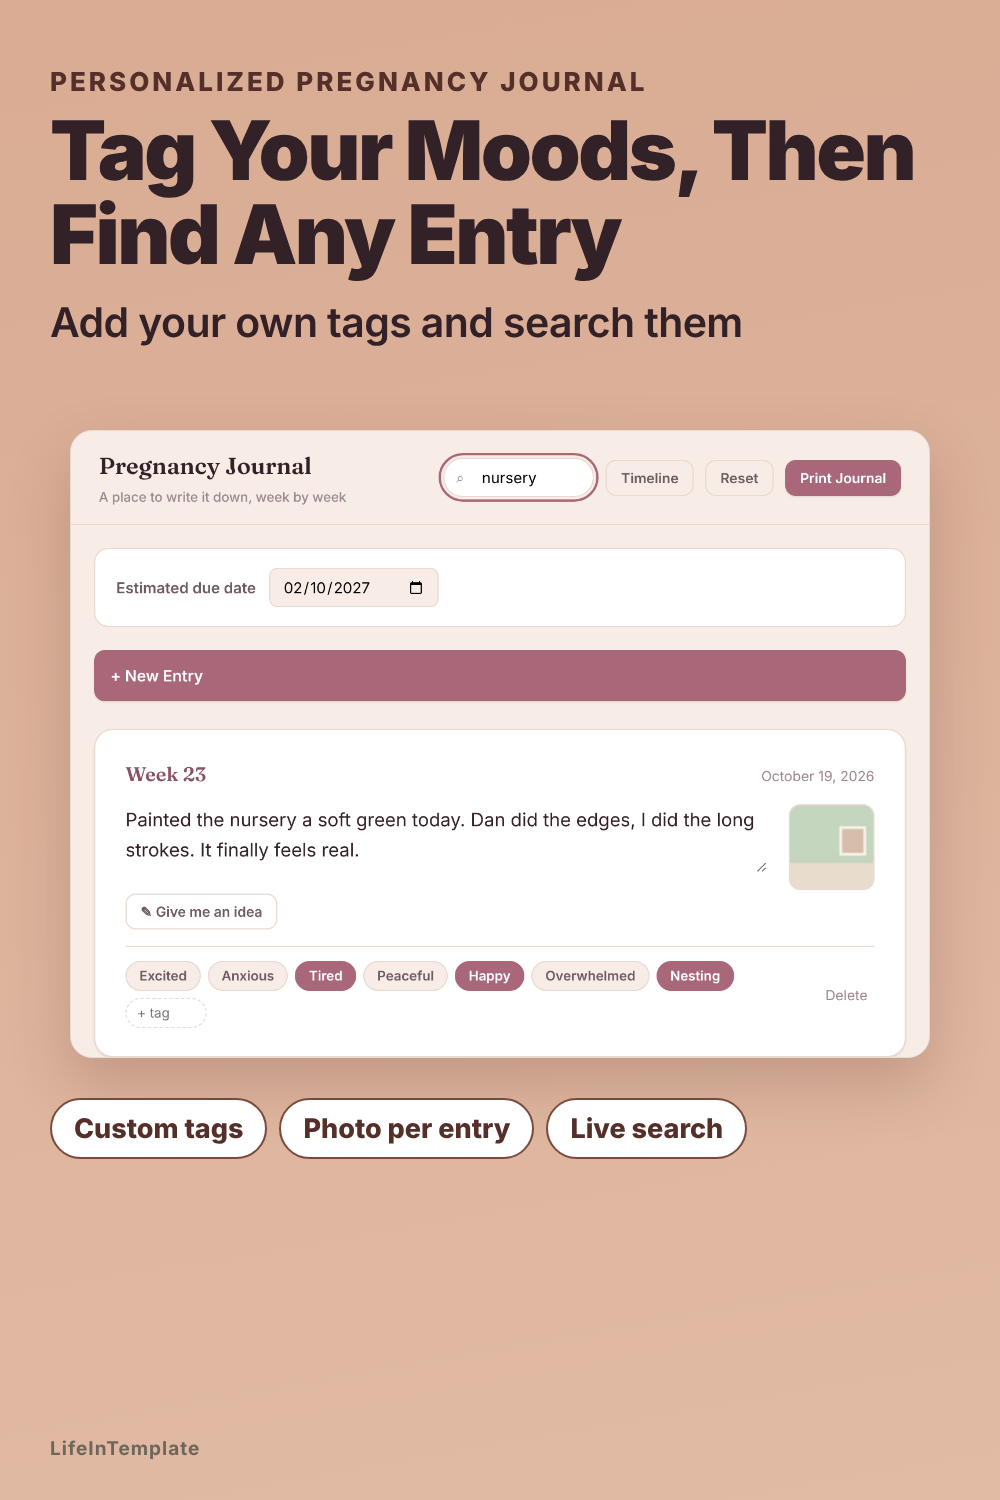 PERSONALIZED PREGNANCY JOURNAL
Tag Your Moods, Then
Find Any Entry
Add your own tags and search them
Pregnancy Journal
A place to write it down, week by week
nursery
Timeline
Reset
Print Journal
Estimated due date
02/10/2027
+ New Entry
Week 23
October 19, 2026
Painted the nursery a soft green today. Dan did the edges, I did the long
strokes. It finally feels real.
✎ Give me an idea
Excited
Anxious
Tired
Peaceful
Happy
Overwhelmed
Nesting
+ tag
Delete
Custom tags
Photo per entry
Live search
LifeInTemplate